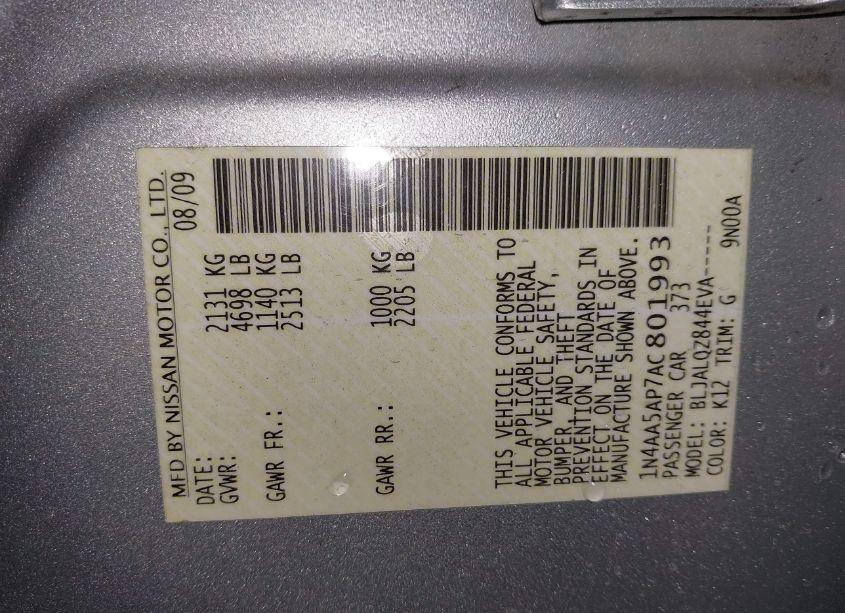 MFD BY NISSAN MOTOR CO., LTD.
DATE: 08/09
GVWR: 2131 KG
4698 LB
GAWR FR.: 1140 KG
2513 LB
GAWR RR.: 1000 KG
2205 LB
THIS VEHICLE CONFORMS TO
ALL APPLICABLE FEDERAL
MOTOR VEHICLE SAFETY,
BUMPER, AND THEFT
PREVENTION STANDARDS IN
EFFECT ON THE DATE OF
MANUFACTURE SHOWN ABOVE.
1N4AA5AP7AC801993
PASSENGER CAR 373
MODEL: BLJALQZ844EVA-----
COLOR: K12 TRIM: G 9N00A